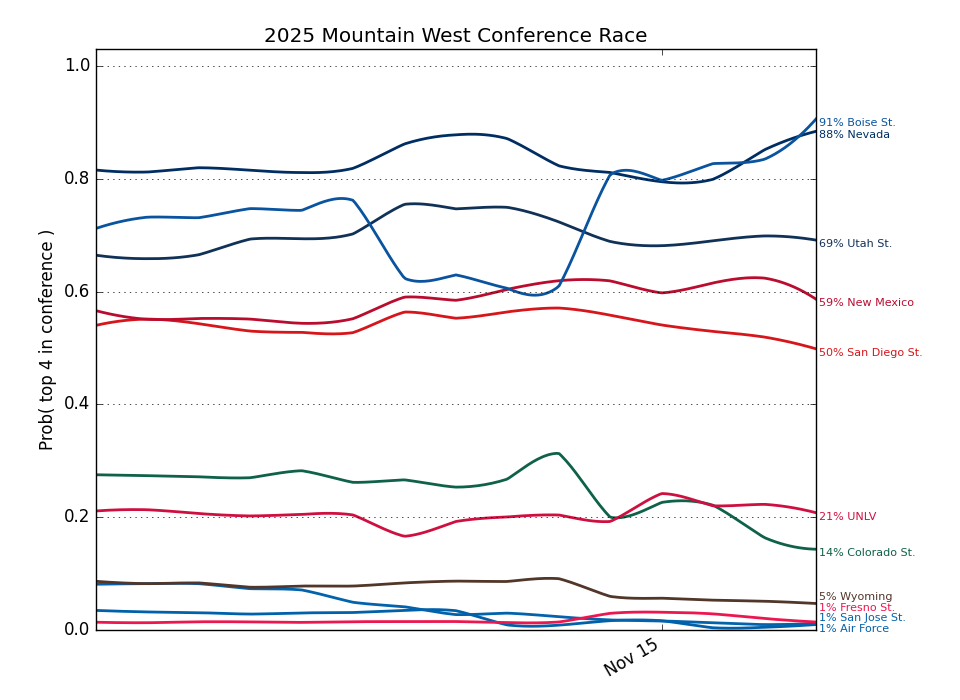 2025 Mountain West Conference Race
1.0
0.8
0.6
0.4
0.2
0.0
Prob( top 4 in conference )
Nov 15
91% Boise St.
88% Nevada
69% Utah St.
59% New Mexico
50% San Diego St.
21% UNLV
14% Colorado St.
5% Wyoming
1% Fresno St.
1% San Jose St.
1% Air Force